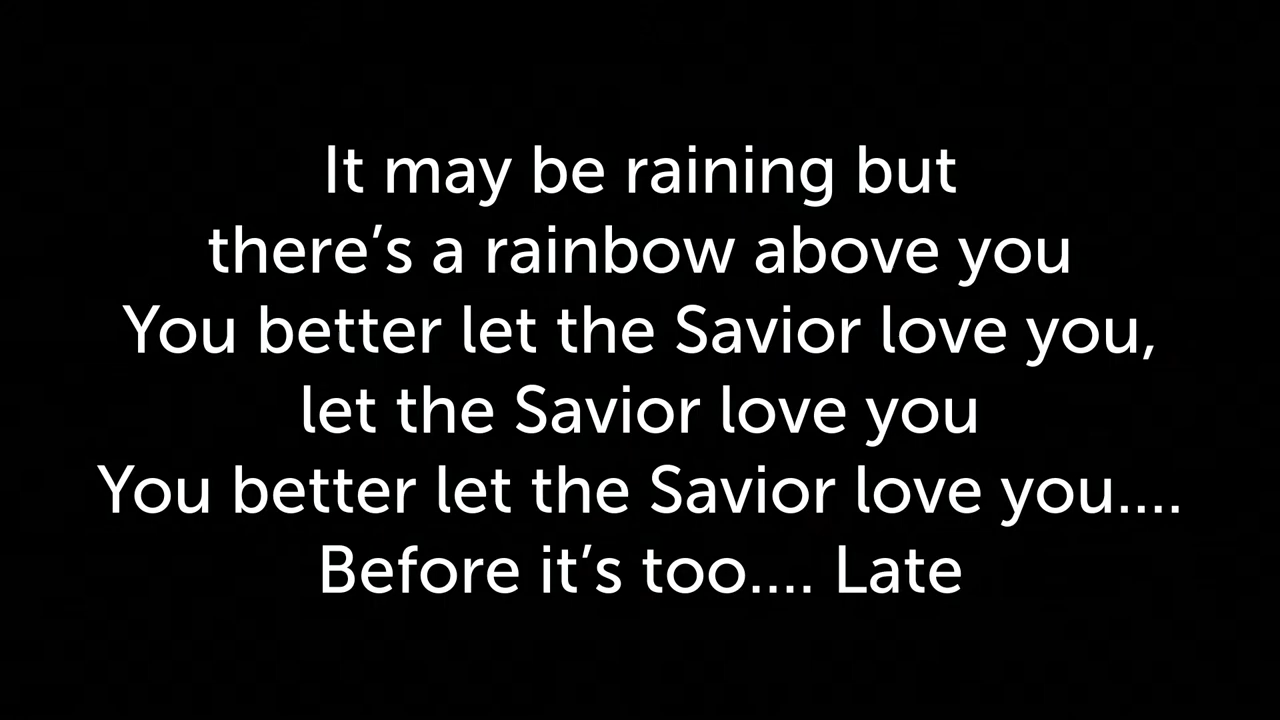 It may be raining but
there’s a rainbow above you
You better let the Savior love you,
let the Savior love you
You better let the Savior love you....
Before it’s too.... Late